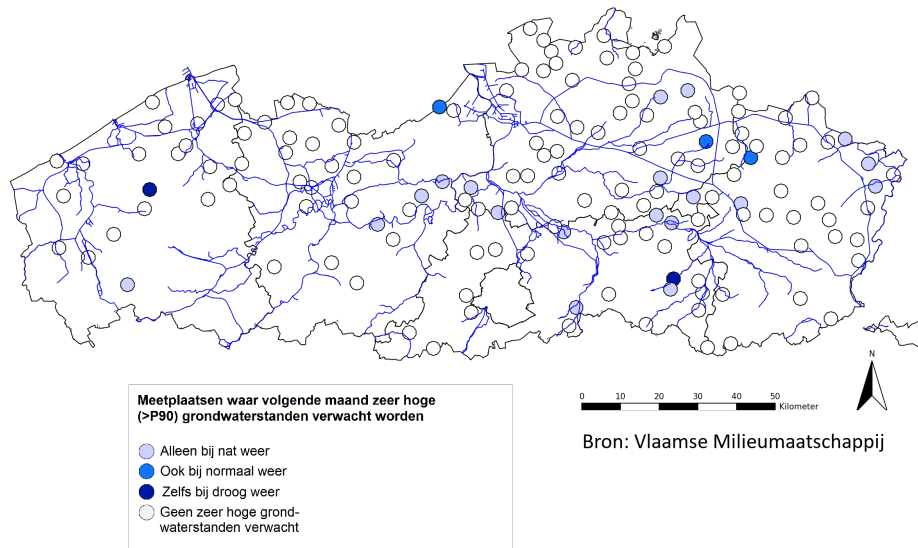 N
Meetplaatsen waar volgende maand zeer hoge
(>P90) grondwaterstanden verwacht worden
Alleen bij nat weer
Ook bij normaal weer
Zelfs bij droog weer
Geen zeer hoge grond-
waterstanden verwacht
0 10 20 30 40 50 Kilometer
Bron: Vlaamse Milieumaatschappij